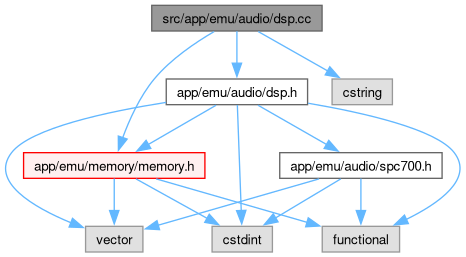 src/app/emu/audio/dsp.cc
app/emu/audio/dsp.h
cstring
app/emu/memory/memory.h
app/emu/audio/spc700.h
vector
cstdint
functional